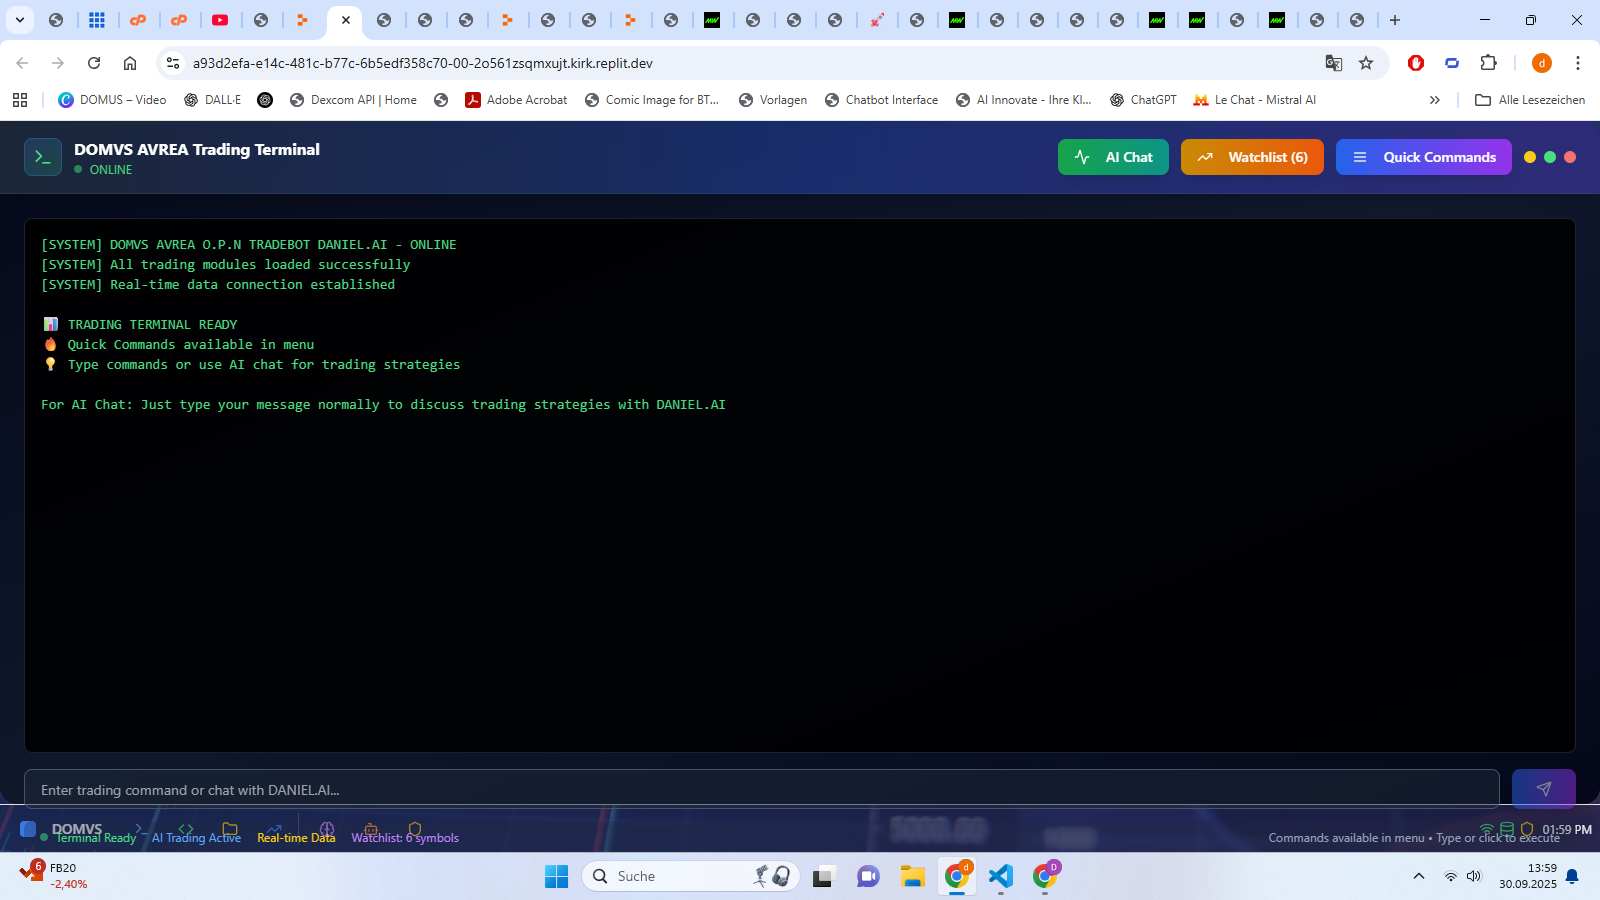 a93d2efa-e14c-481c-b77c-6b5edf358c70-00-2o561zsqmxujt.kirk.replit.dev
d
DOMUS – Video
DALL·E
Dexcom API | Home
Adobe Acrobat
Comic Image for BT...
Vorlagen
Chatbot Interface
AI Innovate - Ihre KI...
ChatGPT
Le Chat - Mistral AI
Alle Lesezeichen
DOMVS AVREA Trading Terminal
ONLINE
AI Chat
Watchlist (6)
Quick Commands
[SYSTEM] DOMVS AVREA O.P.N TRADEBOT DANIEL.AI - ONLINE
[SYSTEM] All trading modules loaded successfully
[SYSTEM] Real-time data connection established
📊 TRADING TERMINAL READY
🔥 Quick Commands available in menu
💡 Type commands or use AI chat for trading strategies
For AI Chat: Just type your message normally to discuss trading strategies with DANIEL.AI
Enter trading command or chat with DANIEL.AI...
DOMVS
01:59 PM
Terminal Ready
AI Trading Active
Real-time Data
Watchlist: 6 symbols
Commands available in menu • Type or click to execute
6
FB20
-2,40%
Suche
d
D
13:59
30.09.2025